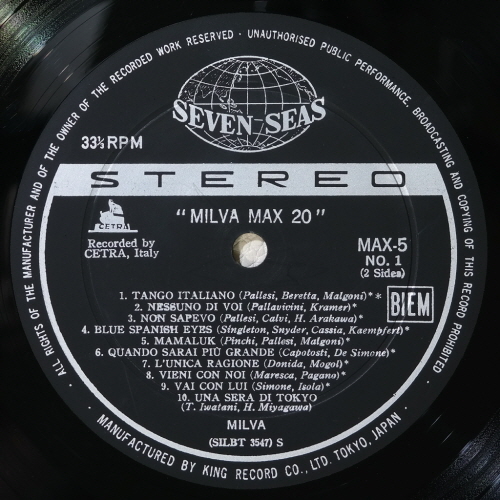 ALL RIGHTS OF THE MANUFACTURER AND OF THE OWNER OF THE RECORDED WORK RESERVED · UNAUTHORISED PUBLIC PERFORMANCE, BROADCASTING AND COPYING OF THIS RECORD PROHIBITED.
SEVEN SEAS
33⅓ RPM
STEREO
CETRA
Recorded by
CETRA, Italy
"MILVA MAX 20"
MAX-5
NO. 1
(2 Sides)
BIEM
1. TANGO ITALIANO (Pallesi, Beretta, Malgoni)**
2. NESSUNO DI VOI (Pallavicini, Kramer)*
3. NON SAPEVO (Pallesi, Calvi, H. Arakawa)*
4. BLUE SPANISH EYES (Singleton, Snyder, Cassia, Kaempfert)*
5. MAMALUK (Pinchi, Pallesi, Malgoni)*
6. QUANDO SARAI PIÙ GRANDE (Capotosti, De Simone)*
7. L'UNICA RAGIONE (Donida, Mogol)*
8. VIENI CON NOI (Maresca, Pagano)*
9. VAI CON LUI (Simone, Isola)*
10. UNA SERA DI TOKYO
(T. Iwatani, H. Miyagawa)
MILVA
(SILBT 3547) S
MANUFACTURED BY KING RECORD CO., LTD. TOKYO, JAPAN